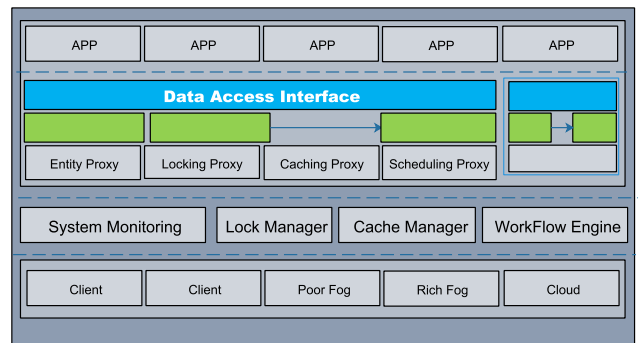 APP APP APP APP APP
Data Access Interface
Entity Proxy Locking Proxy Caching Proxy Scheduling Proxy
System Monitoring Lock Manager Cache Manager WorkFlow Engine
Client Client Poor Fog Rich Fog Cloud